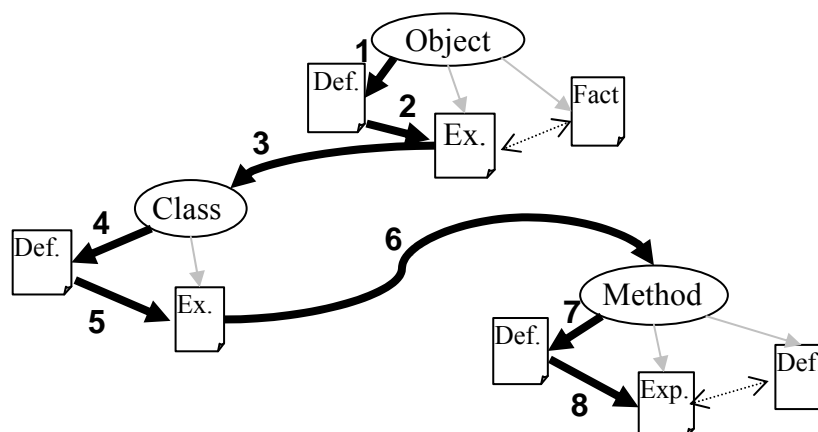 Object
1
Def.
2
Fact
Ex.
3
Class
4
Def.
6
5
Ex.
Method
7
Def.
Def
8
Exp.